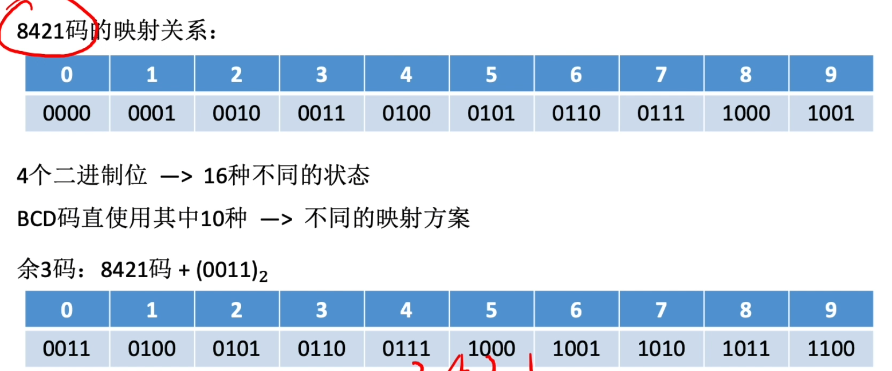 8421码的映射关系：
0 1 2 3 4 5 6 7 8 9
0000 0001 0010 0011 0100 0101 0110 0111 1000 1001
4个二进制位 —> 16种不同的状态
BCD码直使用其中10种 —> 不同的映射方案
余3码：8421码 + (0011)₂
0 1 2 3 4 5 6 7 8 9
0011 0100 0101 0110 0111 1000 1001 1010 1011 1100